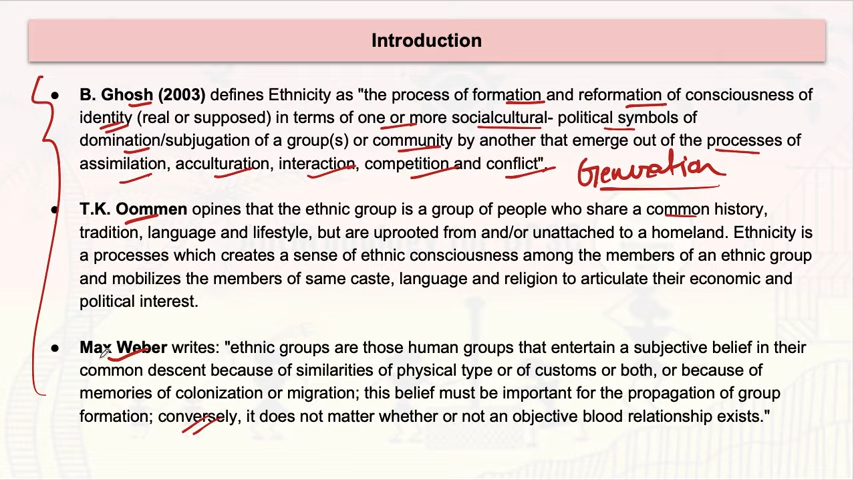 Introduction
● B. Ghosh (2003) defines Ethnicity as "the process of formation and reformation of consciousness of
identity (real or supposed) in terms of one or more socialcultural- political symbols of
domination/subjugation of a group(s) or community by another that emerge out of the processes of
assimilation, acculturation, interaction, competition and conflict".
Generation
● T.K. Oommen opines that the ethnic group is a group of people who share a common history,
tradition, language and lifestyle, but are uprooted from and/or unattached to a homeland. Ethnicity is
a processes which creates a sense of ethnic consciousness among the members of an ethnic group
and mobilizes the members of same caste, language and religion to articulate their economic and
political interest.
● Max Weber writes: "ethnic groups are those human groups that entertain a subjective belief in their
common descent because of similarities of physical type or of customs or both, or because of
memories of colonization or migration; this belief must be important for the propagation of group
formation; conversely, it does not matter whether or not an objective blood relationship exists."